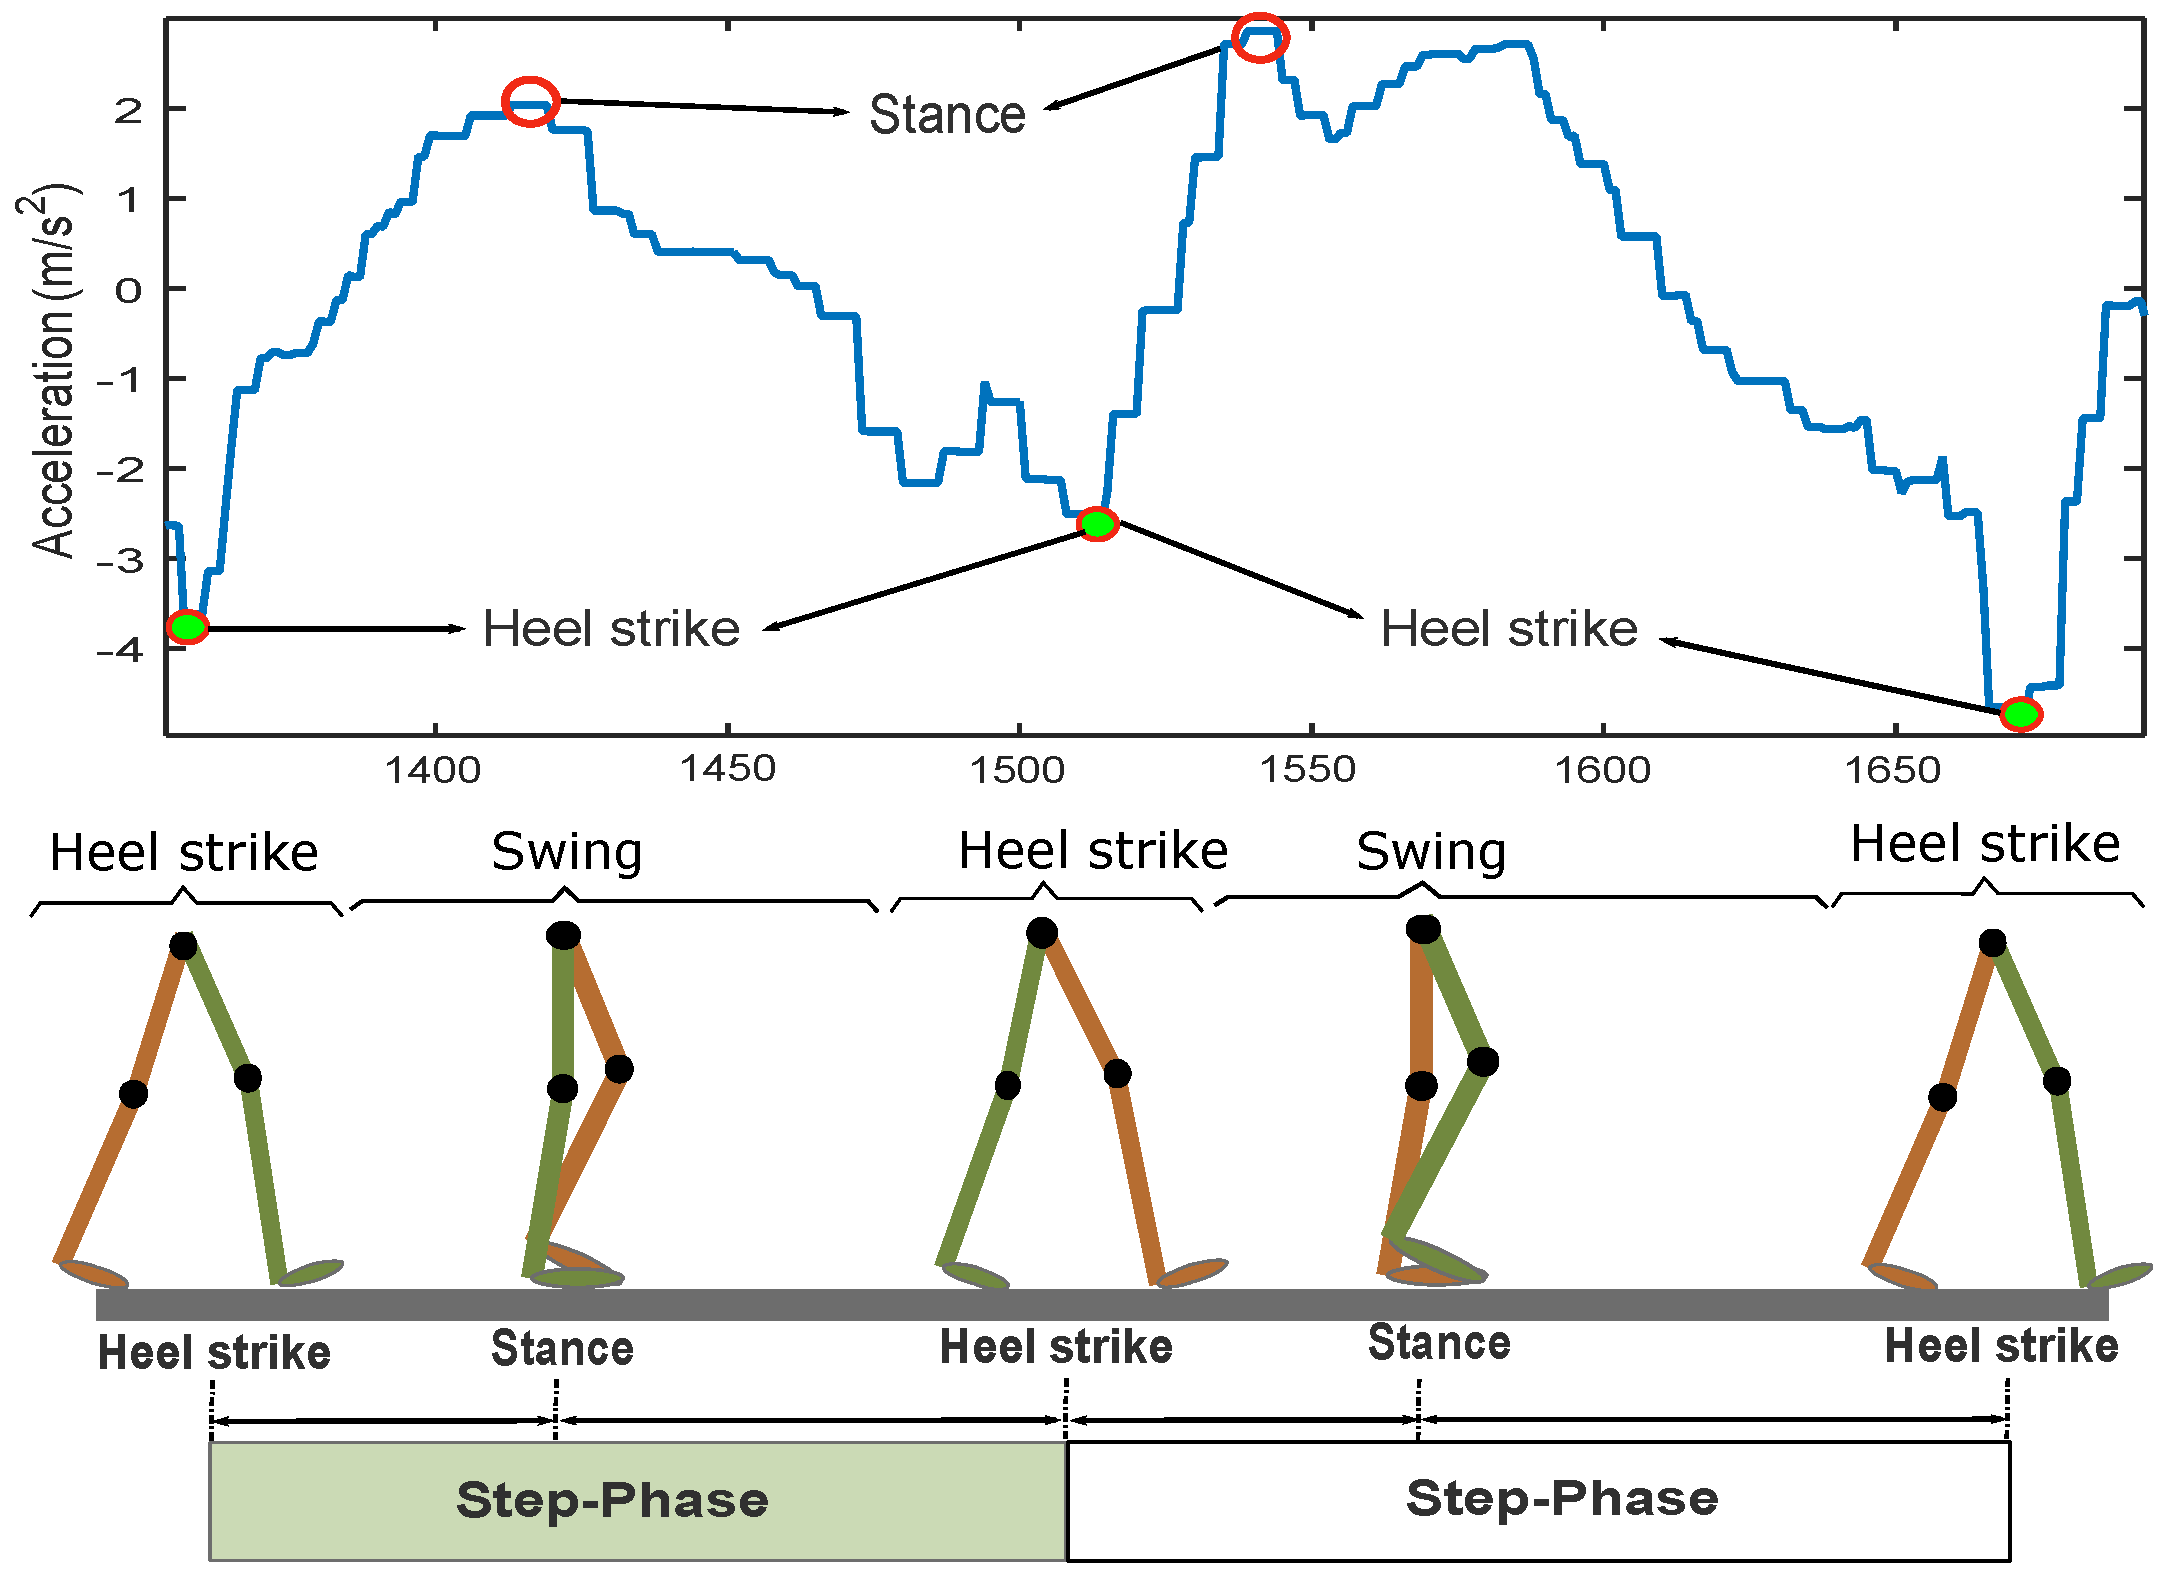 Acceleration (m/s²)
2
1
0
-1
-2
-3
-4
Stance
Heel strike
Heel strike
1400 1450 1500 1550 1600 1650
Heel strike Swing Heel strike Swing Heel strike
Heel strike Stance Heel strike Stance Heel strike
Step-Phase Step-Phase